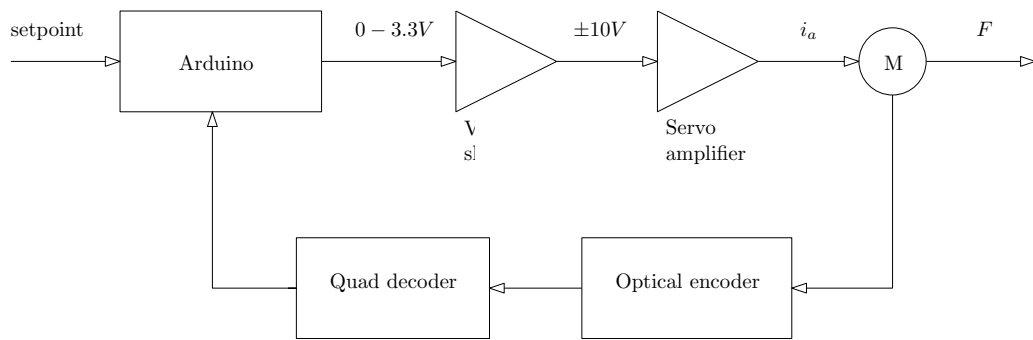 setpoint
0 − 3.3V
±10V
i_a
F
Arduino
M
Servo
amplifier
Quad decoder
Optical encoder